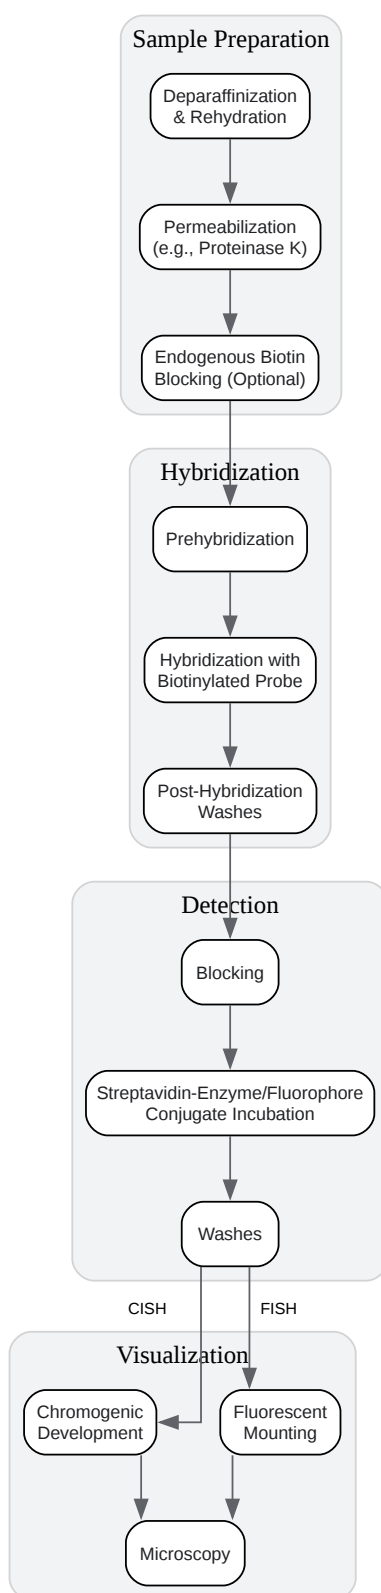 Sample Preparation
Deparaffinization
& Rehydration
Permeabilization
(e.g., Proteinase K)
Endogenous Biotin
Blocking (Optional)
Hybridization
Prehybridization
Hybridization with
Biotinylated Probe
Post-Hybridization
Washes
Detection
Blocking
Streptavidin-Enzyme/Fluorophore
Conjugate Incubation
Washes
CISH
FISH
Visualization
Chromogenic
Development
Fluorescent
Mounting
Microscopy